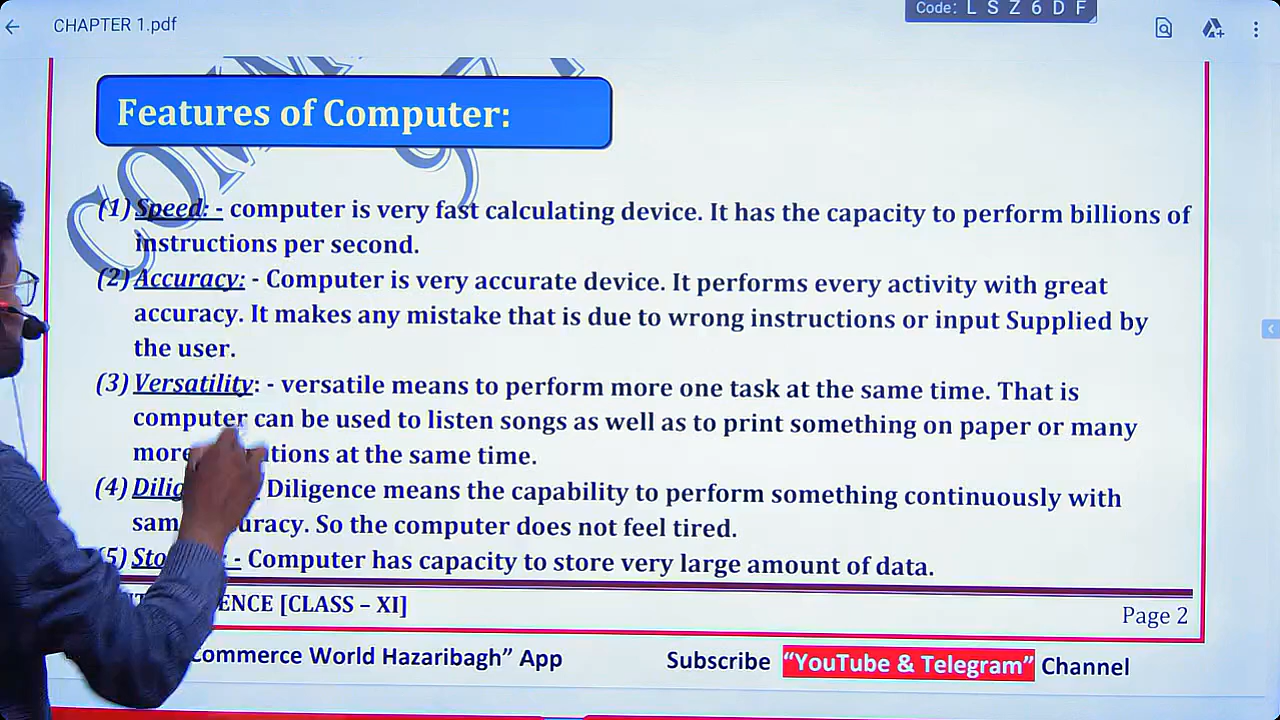 Code: L S Z 6 D F
CHAPTER 1.pdf
Features of Computer:
(1) Speed: - computer is very fast calculating device. It has the capacity to perform billions of
instructions per second.
(2) Accuracy: - Computer is very accurate device. It performs every activity with great
accuracy. It makes any mistake that is due to wrong instructions or input Supplied by
the user.
(3) Versatility: - versatile means to perform more one task at the same time. That is
computer can be used to listen songs as well as to print something on paper or many
more at the same time.
(4) Diligence means the capability to perform something continuously with
So the computer does not feel tired.
(5) - Computer has capacity to store very large amount of data.
[CLASS – XI]
Page 2
Commerce World Hazaribagh” App
Subscribe “YouTube & Telegram” Channel